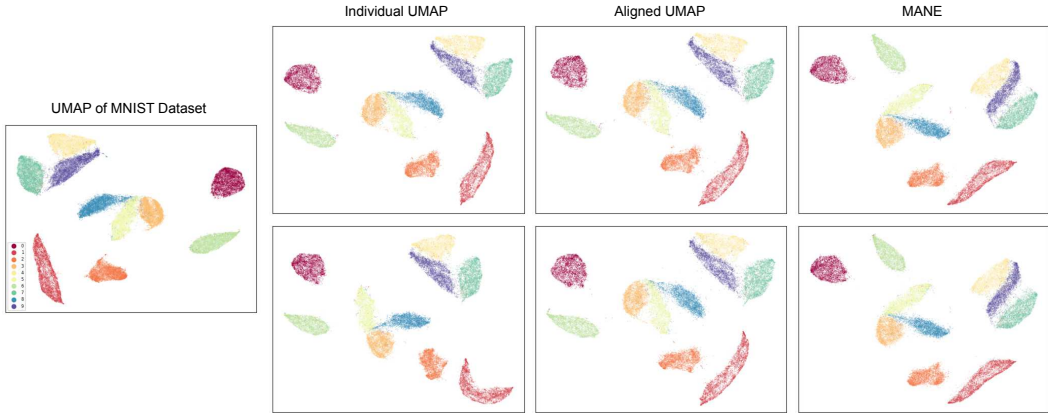 Individual UMAP
Aligned UMAP
MANE
UMAP of MNIST Dataset
0
1
2
3
4
5
6
7
8
9